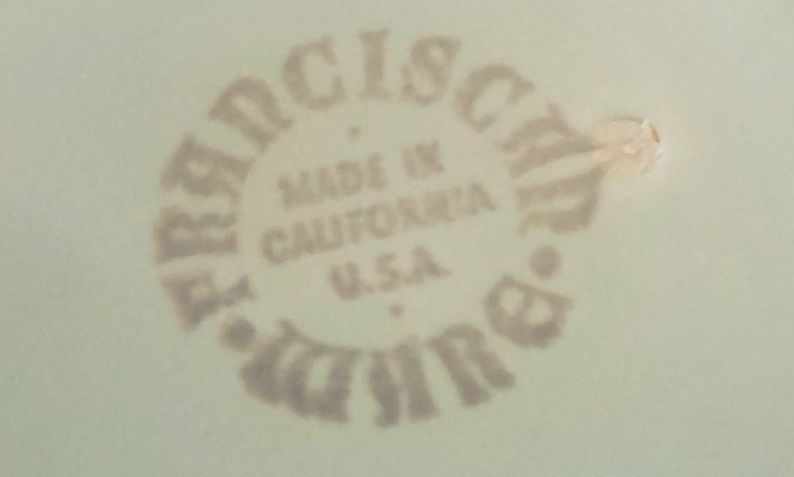 FRANCISCAN
WARE
MADE IN
CALIFORNIA
U.S.A.